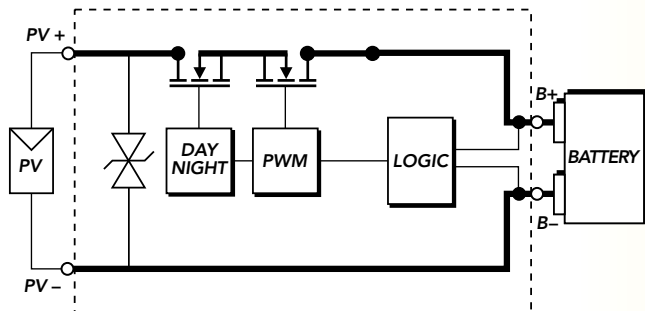 PV +
B+
PV
DAY
NIGHT
PWM
LOGIC
BATTERY
B–
PV –